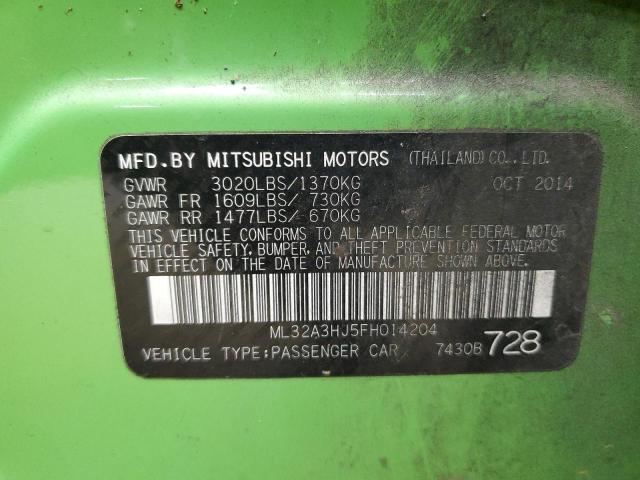 MFD.BY MITSUBISHI MOTORS (THAILAND)CO.,LTD.
GVWR 3020LBS/1370KG OCT 2014
GAWR FR 1609LBS/ 730KG
GAWR RR 1477LBS/ 670KG
THIS VEHICLE CONFORMS TO ALL APPLICABLE FEDERAL MOTOR
VEHICLE SAFETY, BUMPER, AND THEFT PREVENTION STANDARDS
IN EFFECT ON THE DATE OF MANUFACTURE SHOWN ABOVE.
ML32A3HJ5FH014204
VEHICLE TYPE:PASSENGER CAR 7430B 728